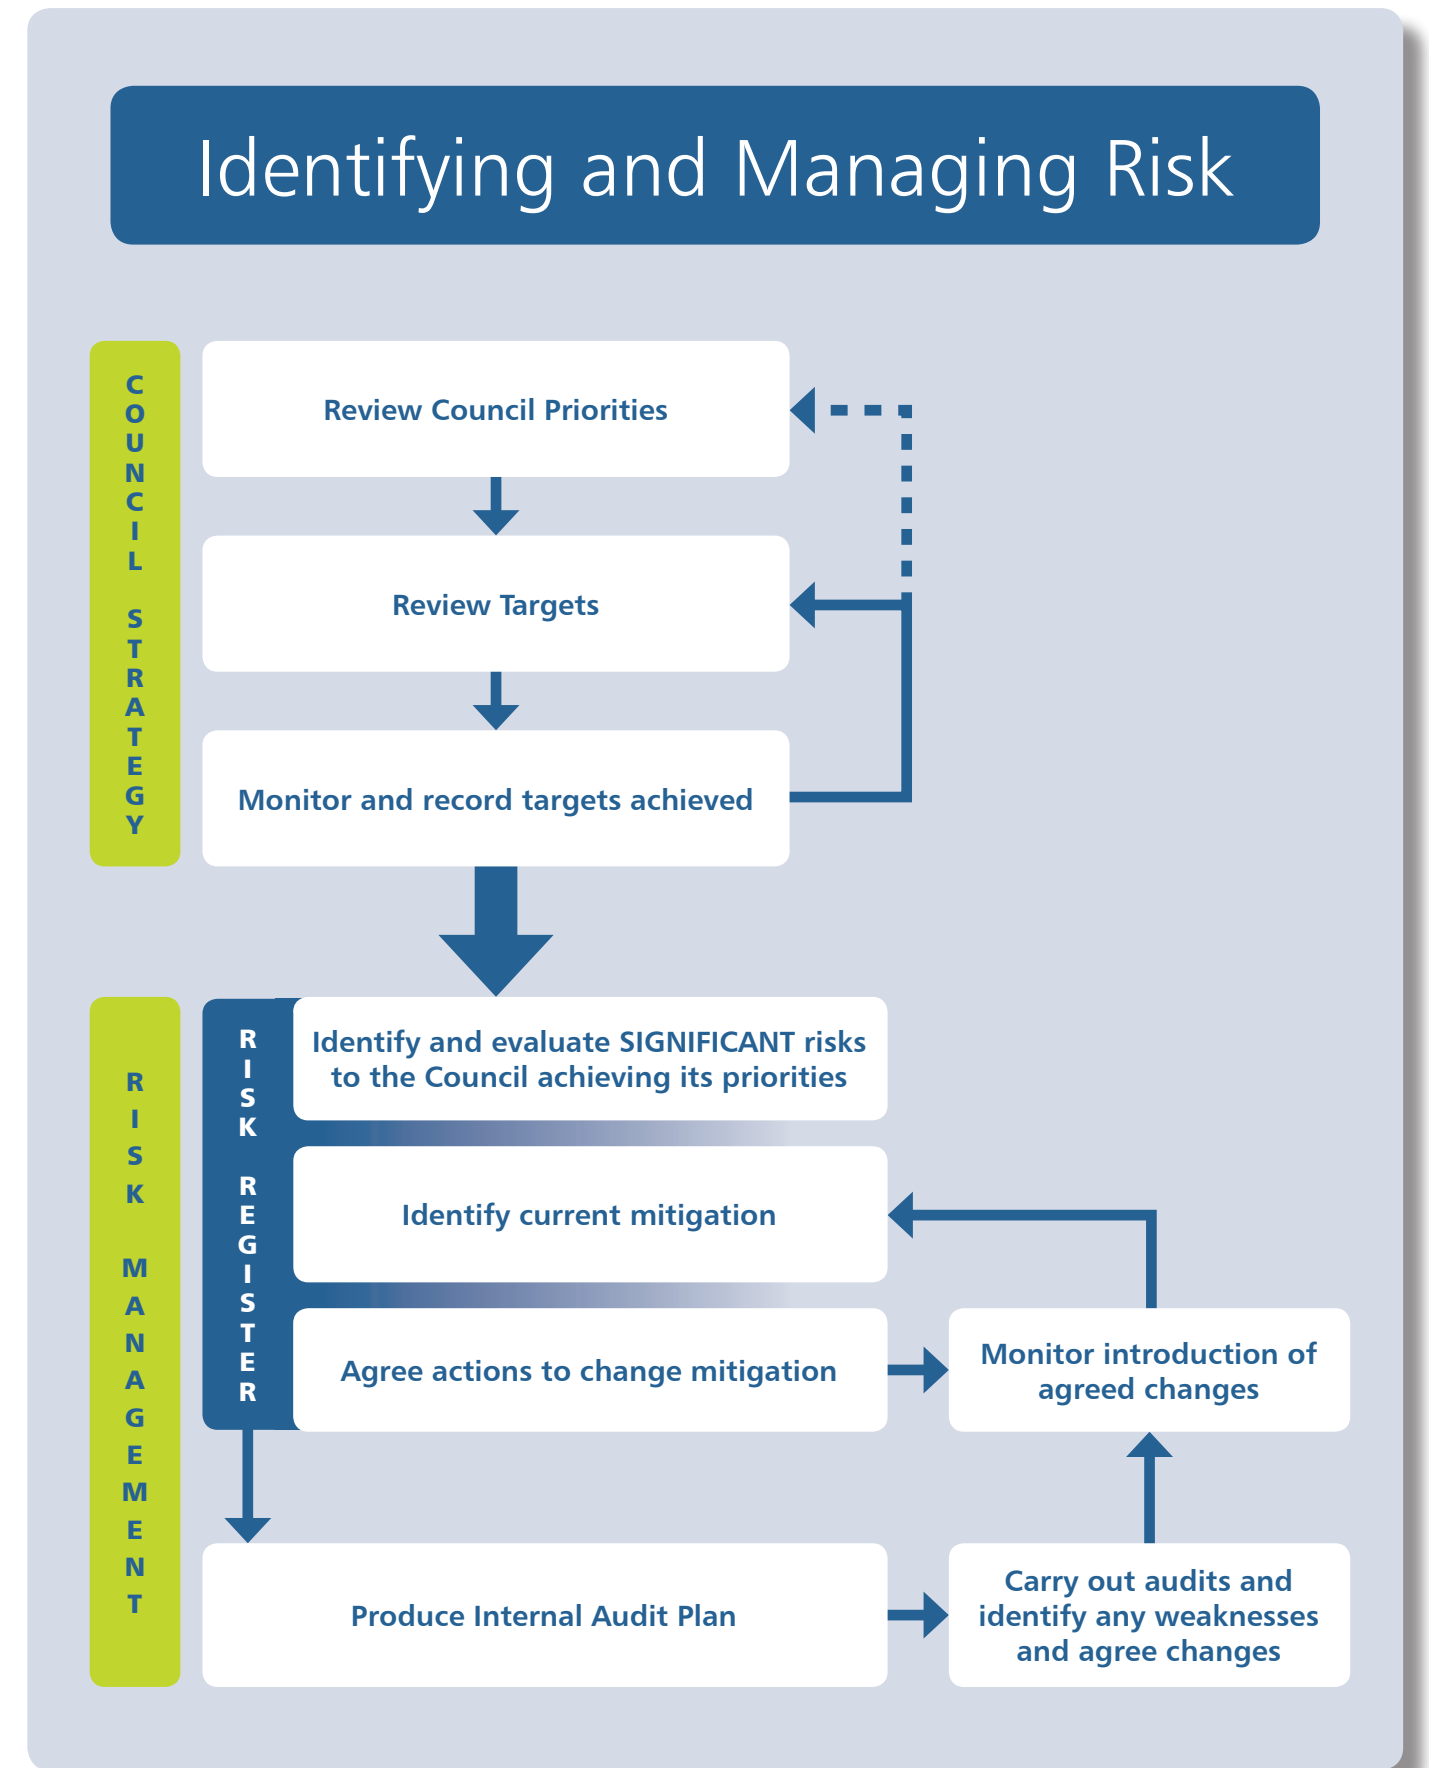 Identifying and Managing Risk
COUNCIL STRATEGY
Review Council Priorities
Review Targets
Monitor and record targets achieved
RISK MANAGEMENT
RISK REGISTER
Identify and evaluate SIGNIFICANT risks
to the Council achieving its priorities
Identify current mitigation
Agree actions to change mitigation
Monitor introduction of
agreed changes
Produce Internal Audit Plan
Carry out audits and
identify any weaknesses
and agree changes